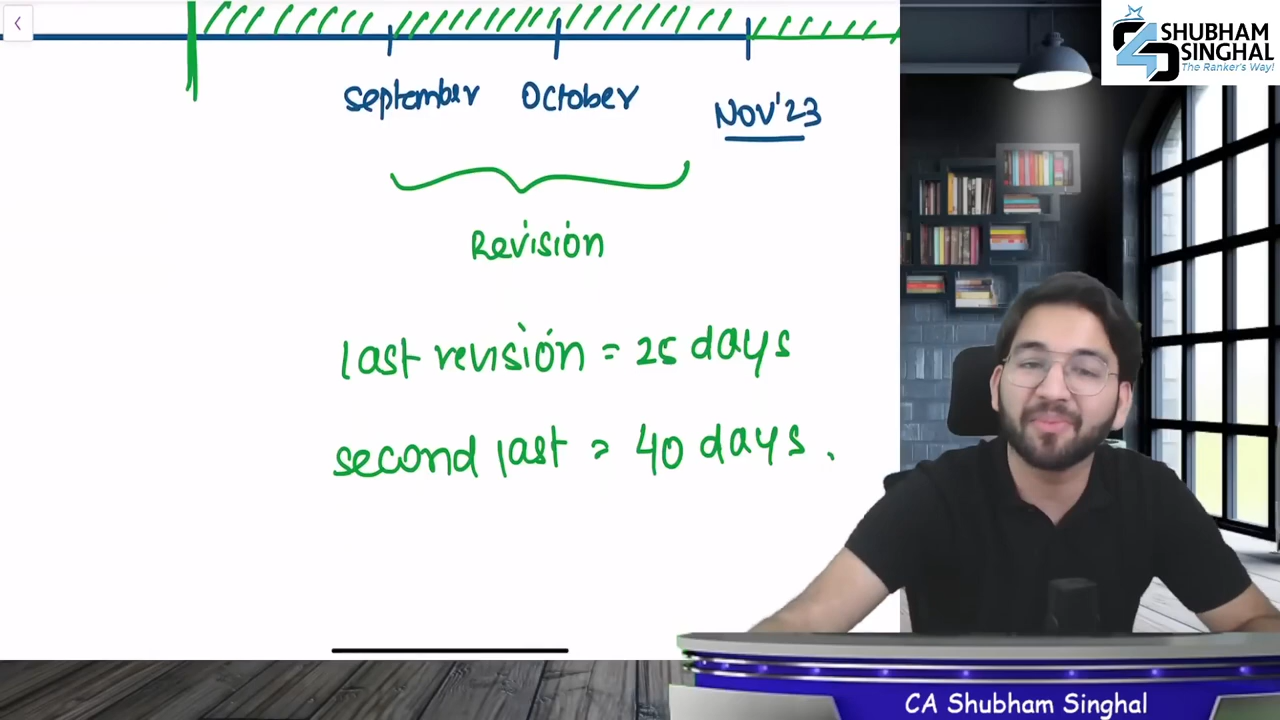 SHUBHAM
SINGHAL
The Ranker's Way!
September October Nov'23
Revision
last revision = 25 days
second last = 40 days.
CA Shubham Singhal